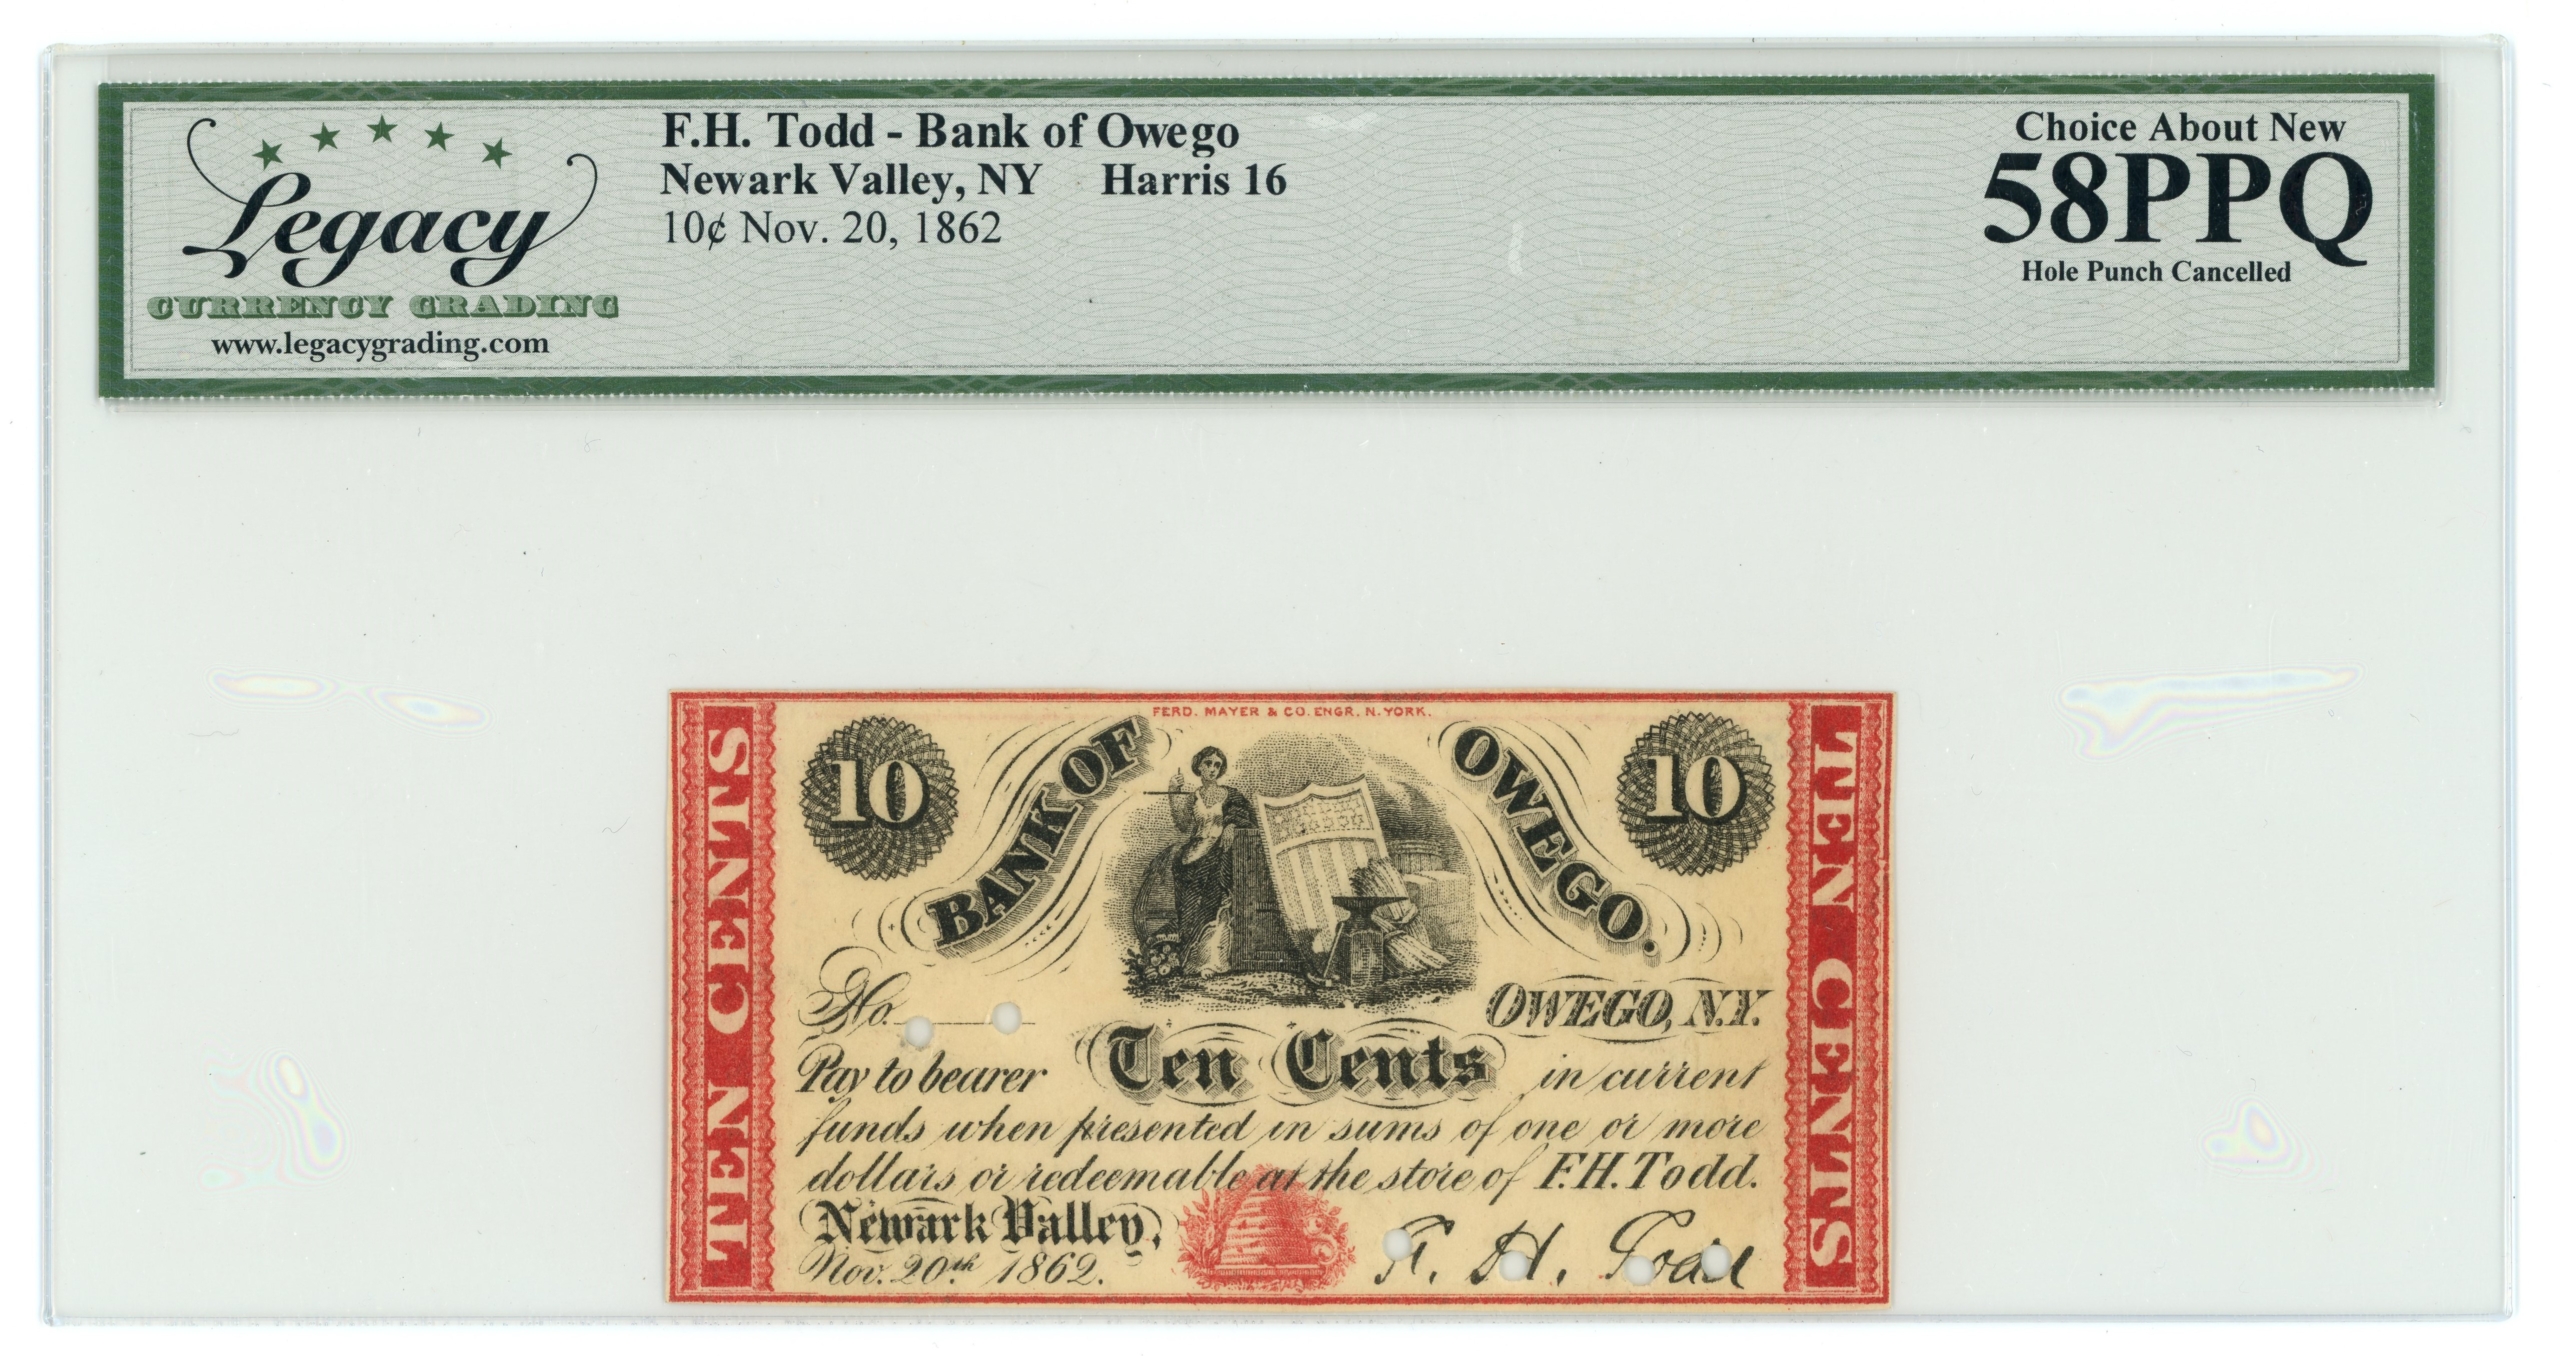 Legacy
CURRENCY GRADING
www.legacygrading.com
F.H. Todd - Bank of Owego
Newark Valley, NY Harris 16
10¢ Nov. 20, 1862
Choice About New
58PPQ
Hole Punch Cancelled
FERD. MAYER & CO. ENGR. N. YORK.
TEN CENTS
10
BANK OF OWEGO.
10
TEN CENTS
No.
OWEGO, N.Y.
Pay to bearer Ten Cents in current
funds when presented in sums of one or more
dollars or redeemable at the store of F.H. Todd.
Newark Valley,
Nov. 20th 1862.
F. H. Todd